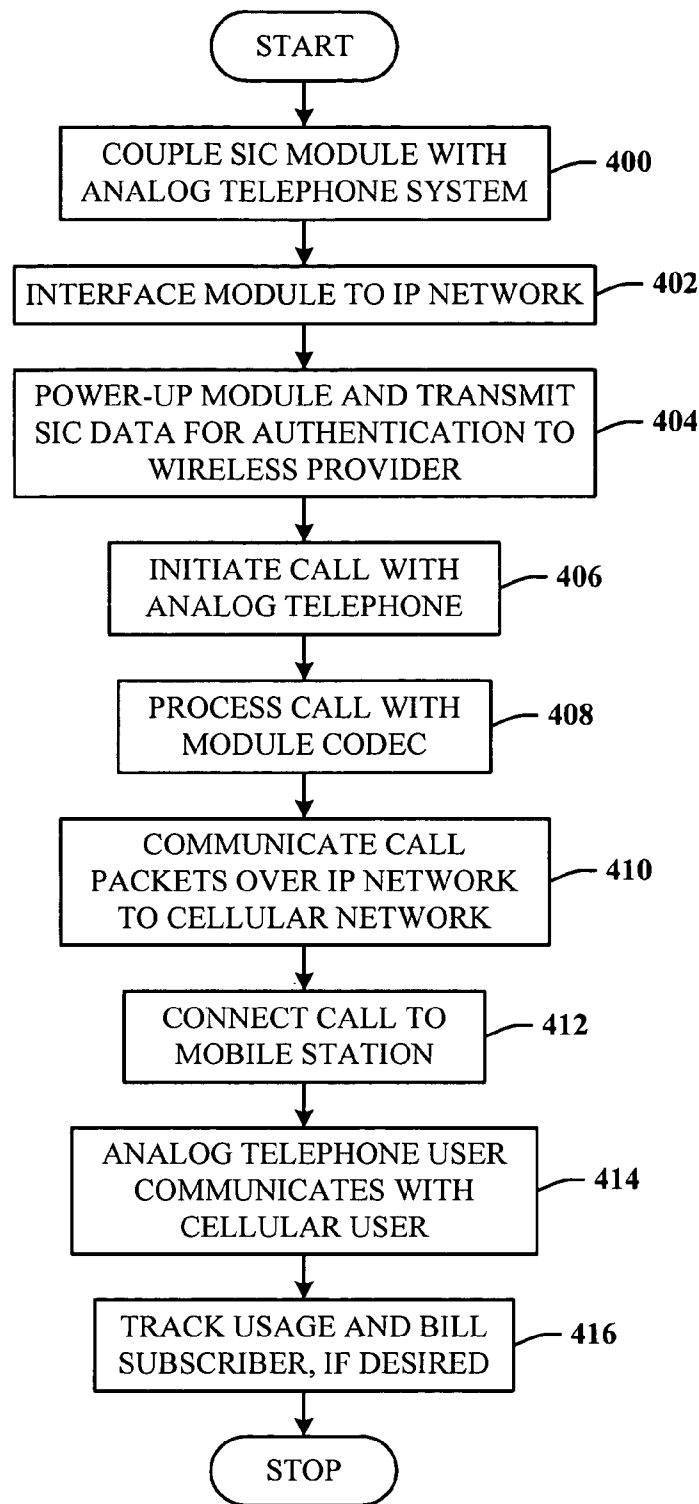 START
COUPLE SIC MODULE WITH
ANALOG TELEPHONE SYSTEM
400
INTERFACE MODULE TO IP NETWORK
402
POWER-UP MODULE AND TRANSMIT
SIC DATA FOR AUTHENTICATION TO
WIRELESS PROVIDER
404
INITIATE CALL WITH
ANALOG TELEPHONE
406
PROCESS CALL WITH
MODULE CODEC
408
COMMUNICATE CALL
PACKETS OVER IP NETWORK
TO CELLULAR NETWORK
410
CONNECT CALL TO
MOBILE STATION
412
ANALOG TELEPHONE USER
COMMUNICATES WITH
CELLULAR USER
414
TRACK USAGE AND BILL
SUBSCRIBER, IF DESIRED
416
STOP